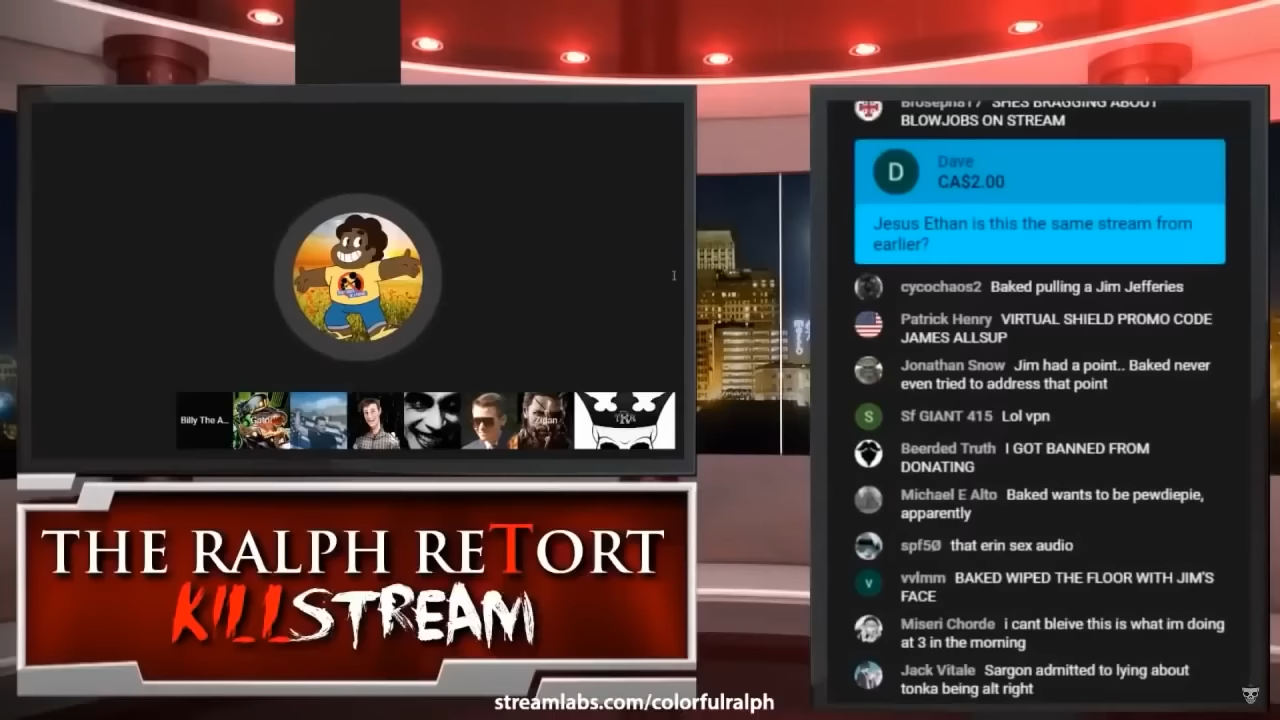 SHES BRAGGING ABOUT
BLOWJOBS ON STREAM
D
Dave
CA$2.00
Jesus Ethan is this the same stream from
earlier?
cycochaos2 Baked pulling a Jim Jefferies
Patrick Henry VIRTUAL SHIELD PROMO CODE
JAMES ALLSUP
Jonathan Snow Jim had a point.. Baked never
even tried to address that point
S
Sf GIANT 415 Lol vpn
Beerded Truth I GOT BANNED FROM
DONATING
Michael E Alto Baked wants to be pewdiepie,
apparently
spf50 that erin sex audio
v
vvlmm BAKED WIPED THE FLOOR WITH JIM'S
FACE
Miseri Chorde i cant bleive this is what im doing
at 3 in the morning
Jack Vitale Sargon admitted to lying about
tonka being alt right
Billy The A...
Gator
Zidan
TRR
THE RALPH RETORT
KILLSTREAM
streamlabs.com/colorfulralph